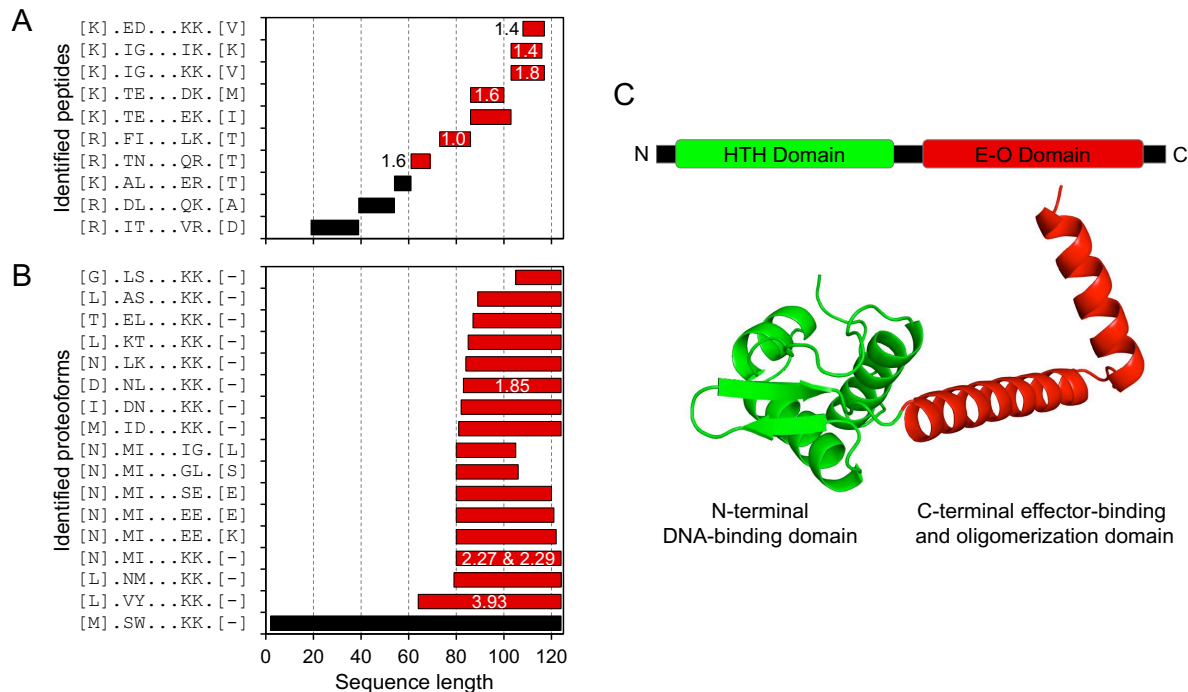 A
Identified peptides
[K].ED...KK.[V]
1.4
[K].IG...IK.[K]
1.4
[K].IG...KK.[V]
1.8
[K].TE...DK.[M]
1.6
[K].TE...EK.[I]
[R].FI...LK.[T]
1.0
[R].TN...QR.[T]
1.6
[K].AL...ER.[T]
[R].DL...QK.[A]
[R].IT...VR.[D]
B
Identified proteoforms
[G].LS...KK.[-]
[L].AS...KK.[-]
[T].EL...KK.[-]
[L].KT...KK.[-]
[N].LK...KK.[-]
[D].NL...KK.[-]
1.85
[I].DN...KK.[-]
[M].ID...KK.[-]
[N].MI...IG.[L]
[N].MI...GL.[S]
[N].MI...SE.[E]
[N].MI...EE.[E]
[N].MI...EE.[K]
[N].MI...KK.[-]
2.27 & 2.29
[L].NM...KK.[-]
[L].VY...KK.[-]
3.93
[M].SW...KK.[-]
0 20 40 60 80 100 120
Sequence length
C
N HTH Domain E-O Domain C
N-terminal
DNA-binding domain
C-terminal effector-binding
and oligomerization domain